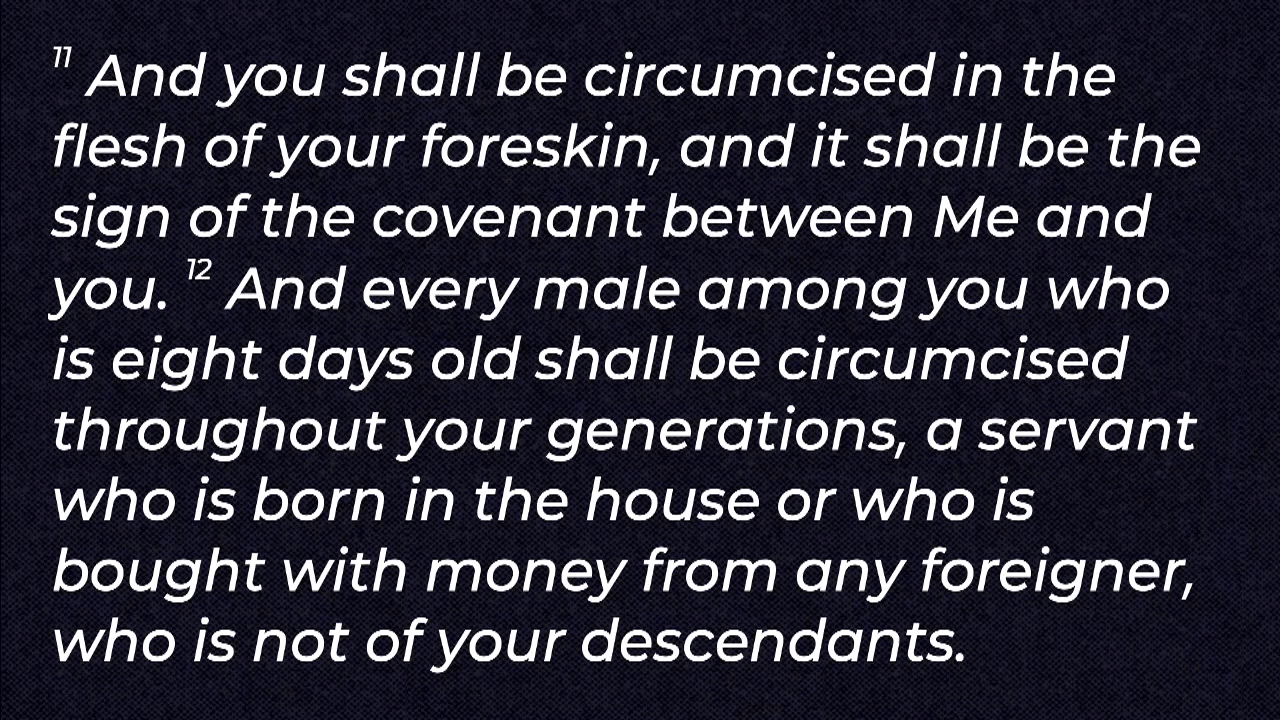 11 And you shall be circumcised in the
flesh of your foreskin, and it shall be the
sign of the covenant between Me and
you. 12 And every male among you who
is eight days old shall be circumcised
throughout your generations, a servant
who is born in the house or who is
bought with money from any foreigner,
who is not of your descendants.